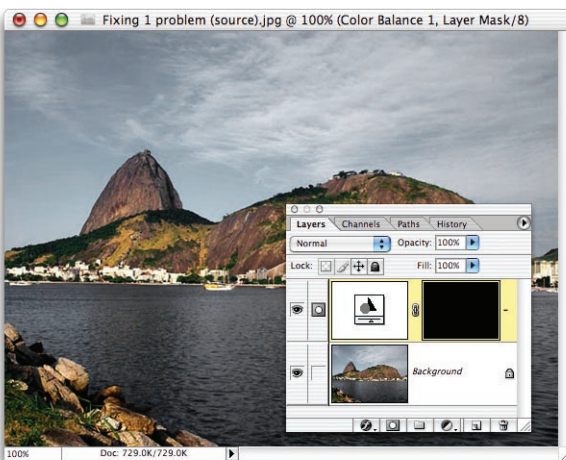 Fixing 1 problem (source).jpg @ 100% (Color Balance 1, Layer Mask/8)
Layers Channels Paths History
Normal Opacity: 100%
Lock: Fill: 100%
Background
100% Doc: 729.0K/729.0K